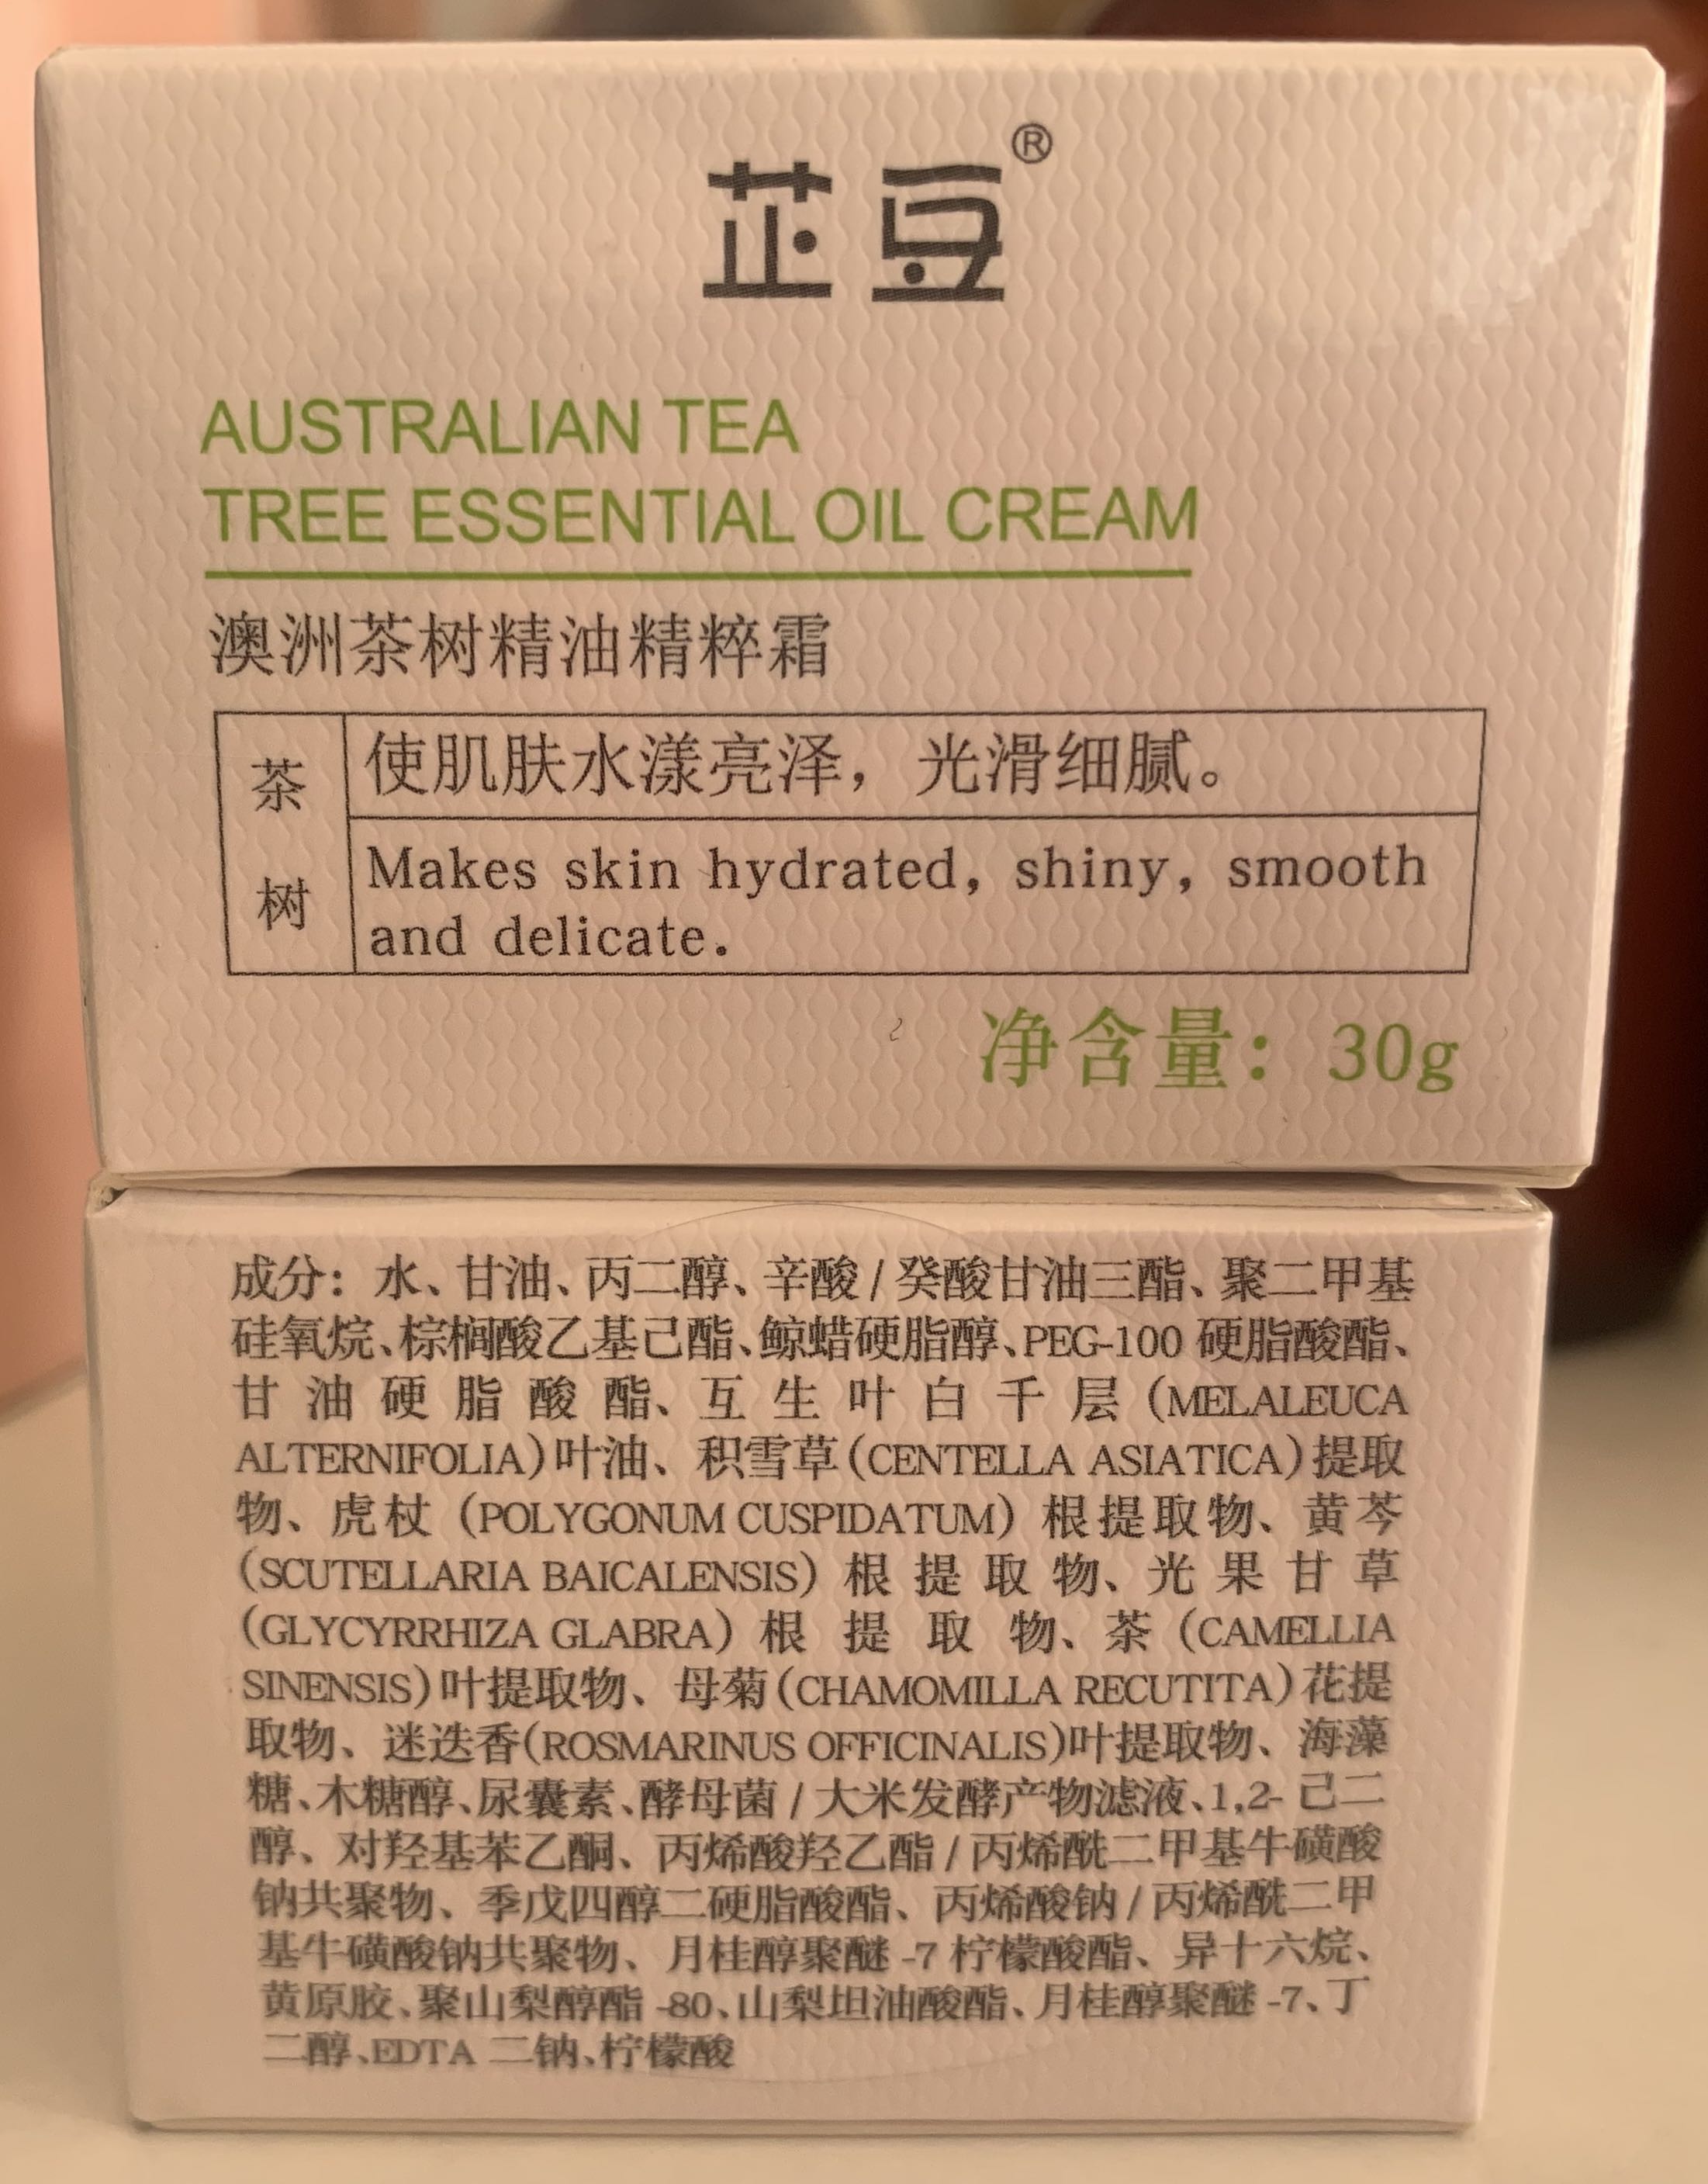 芷豆®
AUSTRALIAN TEA
TREE ESSENTIAL OIL CREAM
澳洲茶树精油精粹霜
茶树
使肌肤水漾亮泽，光滑细腻。
Makes skin hydrated, shiny, smooth
and delicate.
净含量：30g
成分：水、甘油、丙二醇、辛酸/癸酸甘油三酯、聚二甲基
硅氧烷、棕榈酸乙基己酯、鲸蜡硬脂醇、PEG-100 硬脂酸酯、
甘油硬脂酸酯、互生叶白千层(MELALEUCA
ALTERNIFOLIA)叶油、积雪草(CENTELLA ASIATICA)提取
物、虎杖(POLYGONUM CUSPIDATUM)根提取物、黄芩
(SCUTELLARIA BAICALENSIS)根提取物、光果甘草
(GLYCYRRHIZA GLABRA)根提取物、茶(CAMELLIA
SINENSIS)叶提取物、母菊(CHAMOMILLA RECUTITA)花提
取物、迷迭香(ROSMARINUS OFFICINALIS)叶提取物、海藻
糖、木糖醇、尿囊素、酵母菌/大米发酵产物滤液、1,2-己二
醇、对羟基苯乙酮、丙烯酸羟乙酯/丙烯酰二甲基牛磺酸
钠共聚物、季戊四醇二硬脂酸酯、丙烯酸钠/丙烯酰二甲
基牛磺酸钠共聚物、月桂醇聚醚-7 柠檬酸酯、异十六烷、
黄原胶、聚山梨醇酯-80、山梨坦油酸酯、月桂醇聚醚-7、丁
二醇、EDTA 二钠、柠檬酸